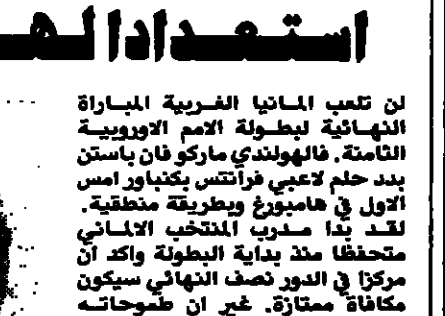 استعدادا لهـ
لن تلعب المانيا الغربية المباراة
النهائية لبطولة الامم الاوروبية
الثامنة. فالهولندي ماركو فان باستن
بدد حلم لاعبي فرانتس بكنباور امس
الاول في هامبورغ وبطريقة منطقية.
لقد بدا مدرب المنتخب الالماني
متحفظا منذ بداية البطولة واكد ان
مركزا في الدور نصف النهائي سيكون
مكافاة ممتازة. غير ان طموحاته